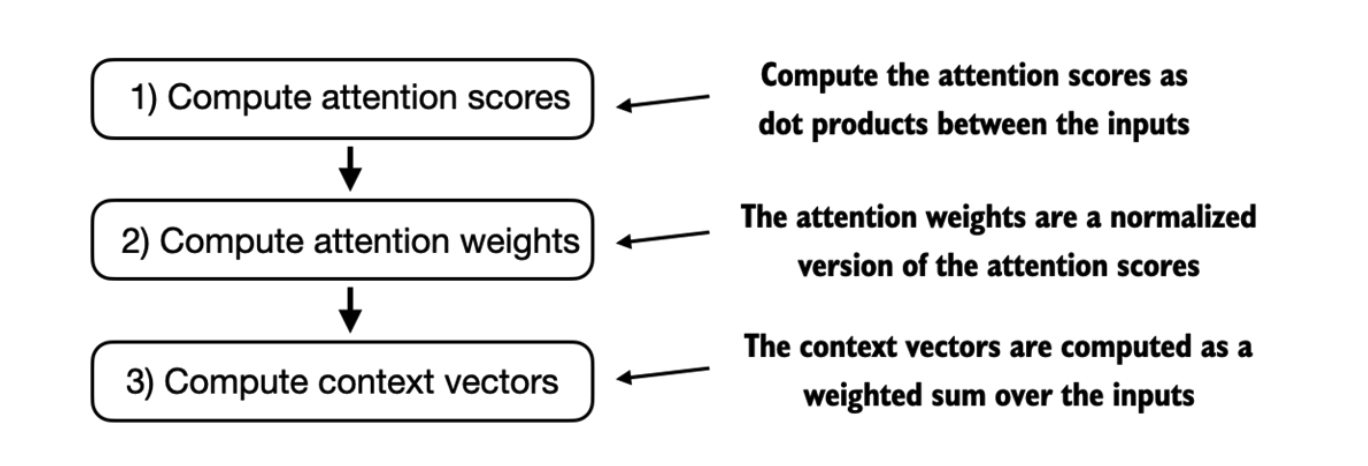 1) Compute attention scores
Compute the attention scores as
dot products between the inputs
2) Compute attention weights
The attention weights are a normalized
version of the attention scores
3) Compute context vectors
The context vectors are computed as a
weighted sum over the inputs